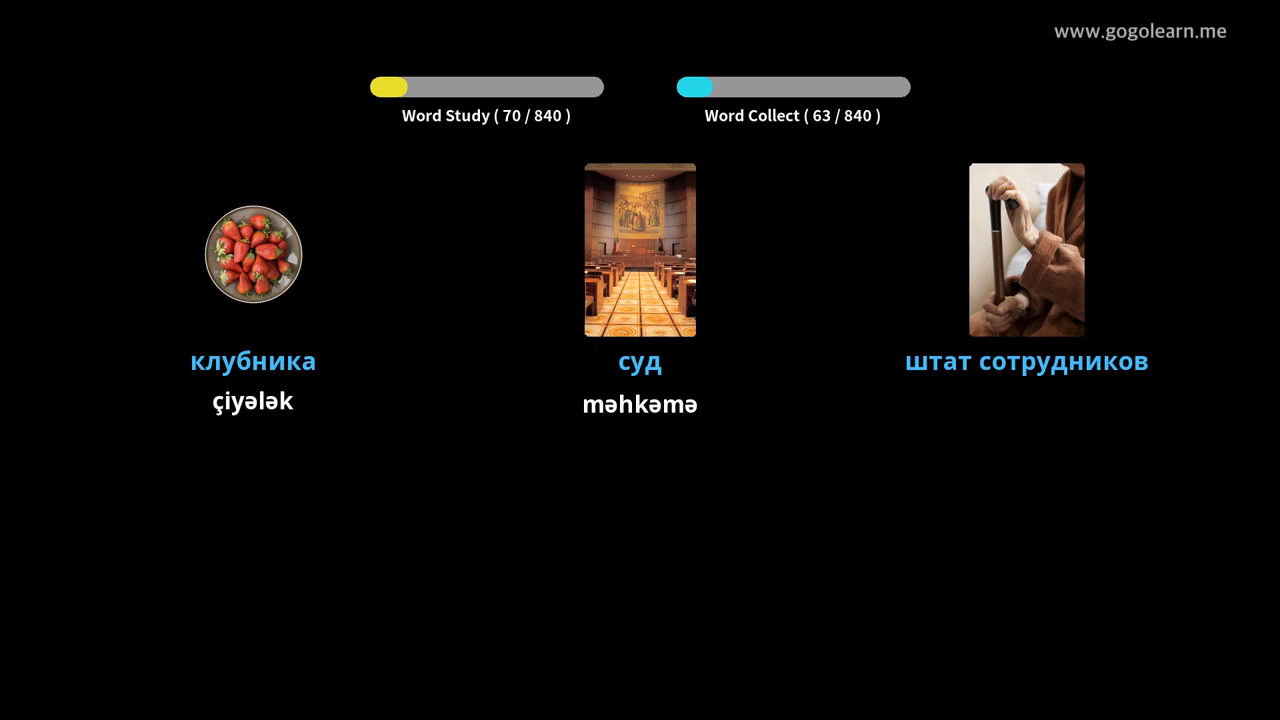 www.gogolearn.me
Word Study ( 70 / 840 )
Word Collect ( 63 / 840 )
клубника
суд
штат сотрудников
çiyələk
məhkəmə